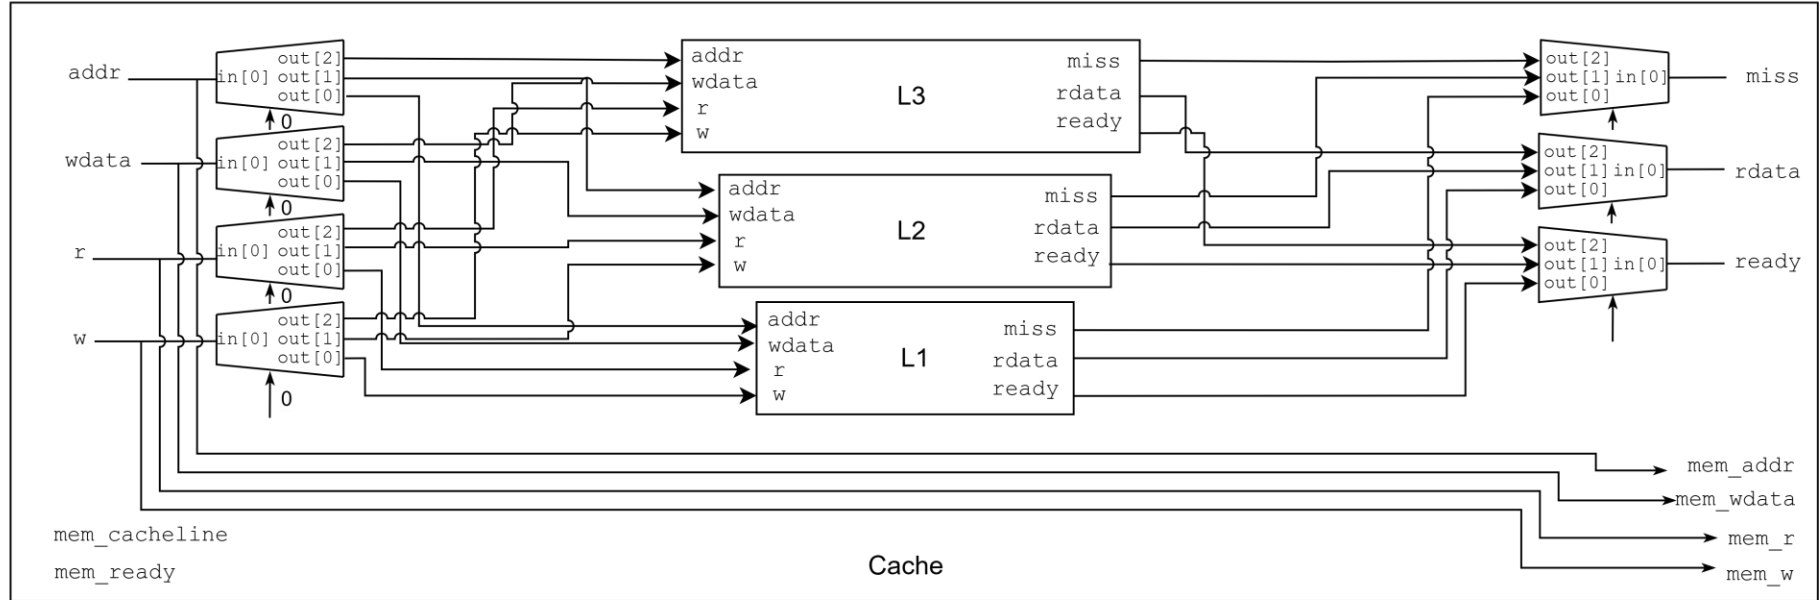 addr
in[0]
out[2]
out[1]
out[0]
0
wdata
in[0]
out[2]
out[1]
out[0]
0
r
in[0]
out[2]
out[1]
out[0]
0
w
in[0]
out[2]
out[1]
out[0]
0
addr
wdata
r
w
L3
miss
rdata
ready
addr
wdata
r
w
L2
miss
rdata
ready
addr
wdata
r
w
L1
miss
rdata
ready
out[2]
out[1] in[0]
out[0]
miss
out[2]
out[1] in[0]
out[0]
rdata
out[2]
out[1] in[0]
out[0]
ready
mem_addr
mem_wdata
mem_r
mem_w
mem_cacheline
mem_ready
Cache